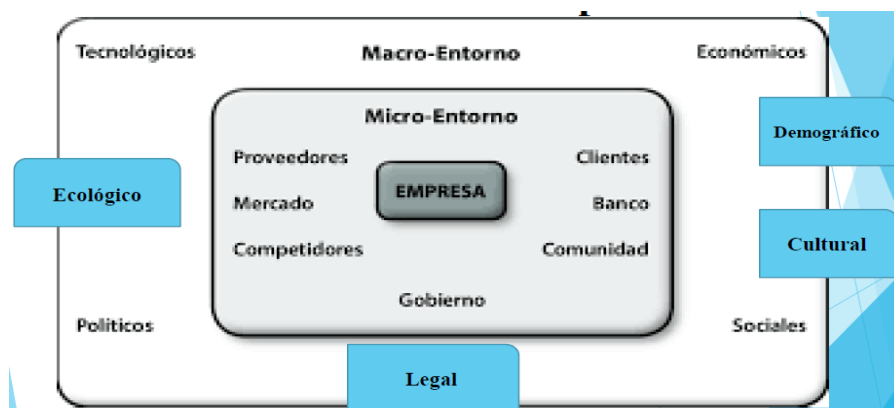 Tecnológicos Macro-Entorno Económicos
Micro-Entorno
Demográfico
Proveedores Clientes
Ecológico EMPRESA
Mercado Banco
Competidores Comunidad Cultural
Gobierno
Políticos Sociales
Legal